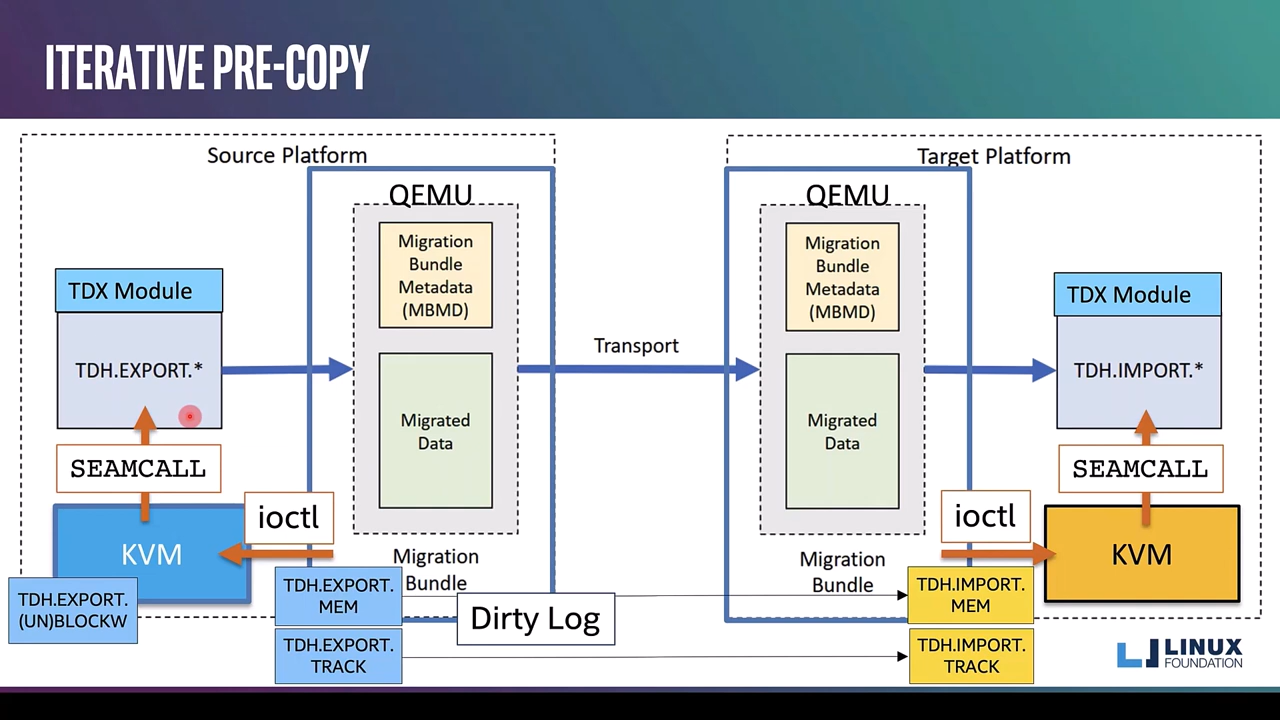 ITERATIVE PRE-COPY
Source Platform
QEMU
Migration
Bundle
Metadata
(MBMD)
Migrated
Data
Migration
Bundle
TDX Module
TDH.EXPORT.*
SEAMCALL
KVM
ioctl
TDH.EXPORT.
(UN)BLOCKW
TDH.EXPORT.
MEM
TDH.EXPORT.
TRACK
Dirty Log
Transport
Target Platform
QEMU
Migration
Bundle
Metadata
(MBMD)
Migrated
Data
Migration
Bundle
TDX Module
TDH.IMPORT.*
SEAMCALL
ioctl
KVM
TDH.IMPORT.
MEM
TDH.IMPORT.
TRACK
LINUX
FOUNDATION